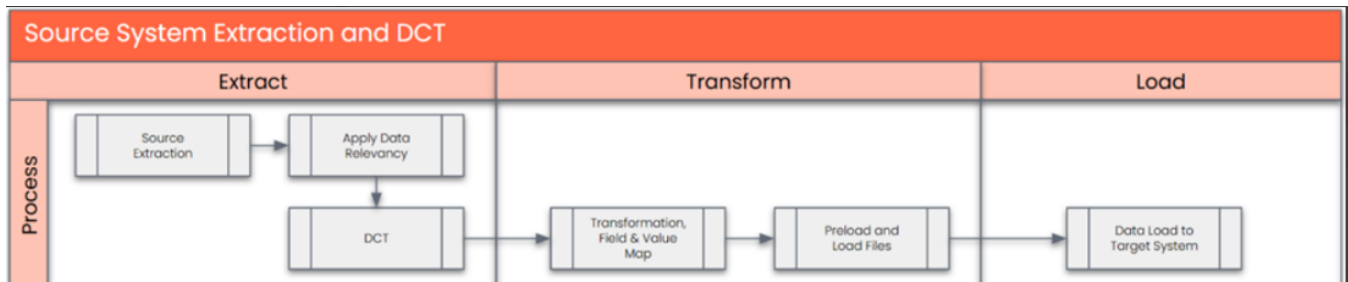 Source System Extraction and DCT
Extract
Transform
Load
Process
Source
Extraction
Apply Data
Relevancy
DCT
Transformation,
Field & Value
Map
Preload and
Load Files
Data Load to
Target System